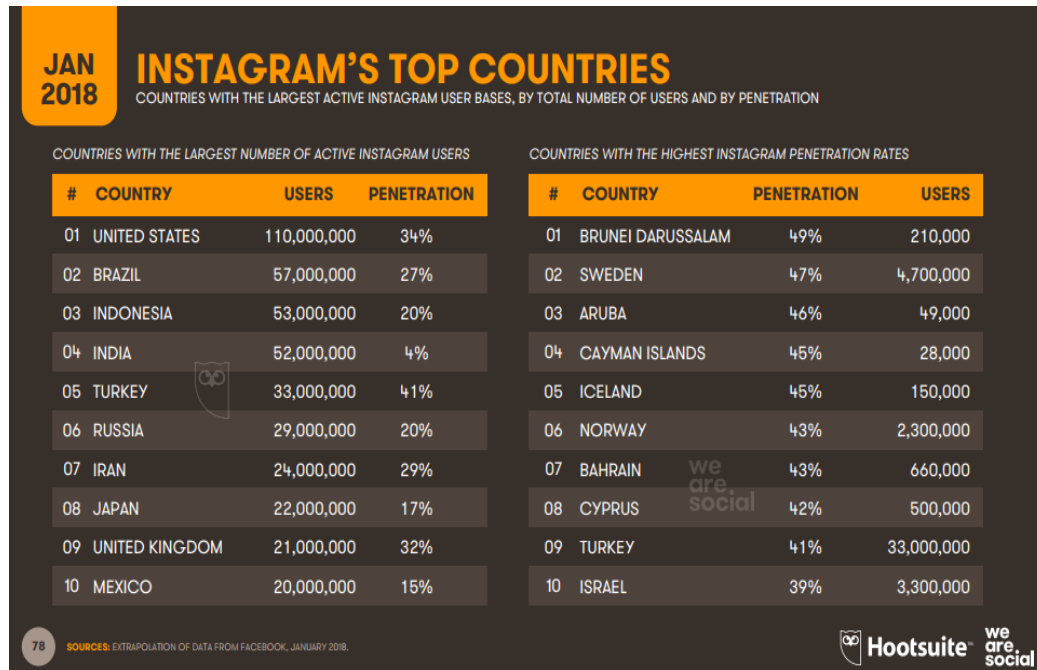 JAN
2018
INSTAGRAM'S TOP COUNTRIES
COUNTRIES WITH THE LARGEST ACTIVE INSTAGRAM USER BASES, BY TOTAL NUMBER OF USERS AND BY PENETRATION
COUNTRIES WITH THE LARGEST NUMBER OF ACTIVE INSTAGRAM USERS
# COUNTRY USERS PENETRATION
01 UNITED STATES 110,000,000 34%
02 BRAZIL 57,000,000 27%
03 INDONESIA 53,000,000 20%
04 INDIA 52,000,000 4%
05 TURKEY 33,000,000 41%
06 RUSSIA 29,000,000 20%
07 IRAN 24,000,000 29%
08 JAPAN 22,000,000 17%
09 UNITED KINGDOM 21,000,000 32%
10 MEXICO 20,000,000 15%
COUNTRIES WITH THE HIGHEST INSTAGRAM PENETRATION RATES
# COUNTRY PENETRATION USERS
01 BRUNEI DARUSSALAM 49% 210,000
02 SWEDEN 47% 4,700,000
03 ARUBA 46% 49,000
04 CAYMAN ISLANDS 45% 28,000
05 ICELAND 45% 150,000
06 NORWAY 43% 2,300,000
07 BAHRAIN 43% 660,000
08 CYPRUS 42% 500,000
09 TURKEY 41% 33,000,000
10 ISRAEL 39% 3,300,000
we
are.
social
78 SOURCES: EXTRAPOLATION OF DATA FROM FACEBOOK, JANUARY 2018.
Hootsuite™
we
are.
social